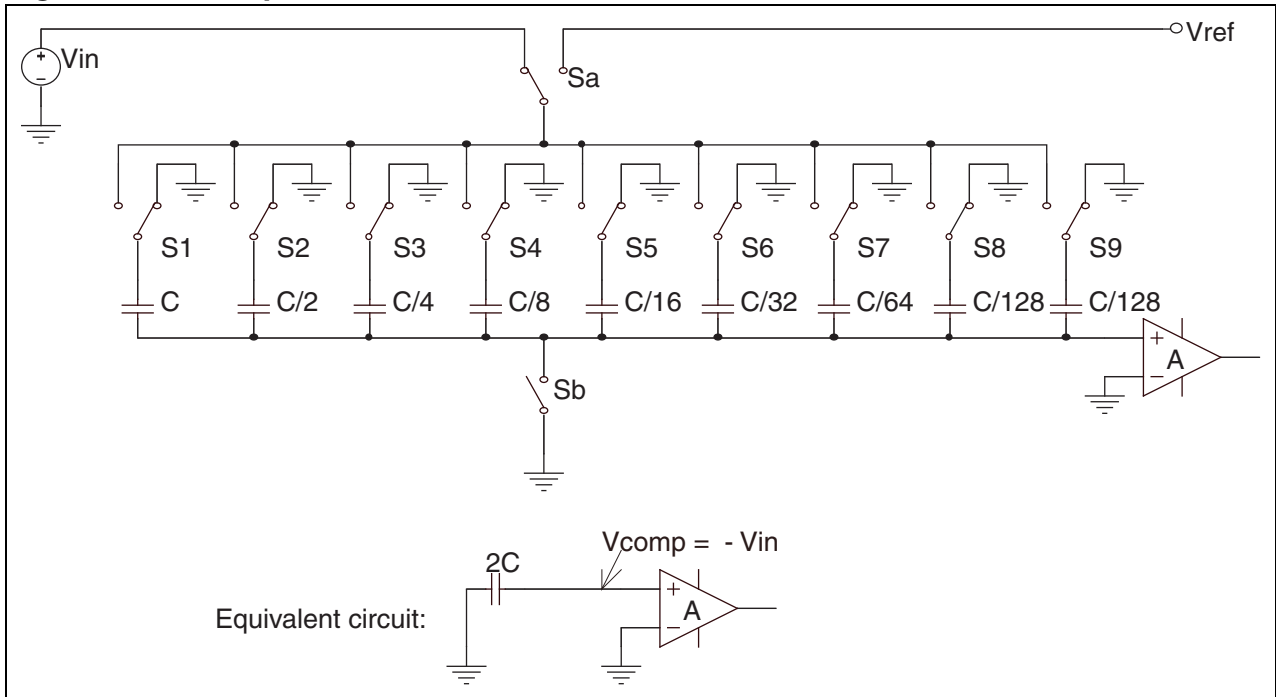 Vin
Vref
Sa
S1 S2 S3 S4 S5 S6 S7 S8 S9
C C/2 C/4 C/8 C/16 C/32 C/64 C/128 C/128
+
A
−
Sb
Vcomp = - Vin
2C
+
A
−
Equivalent circuit: